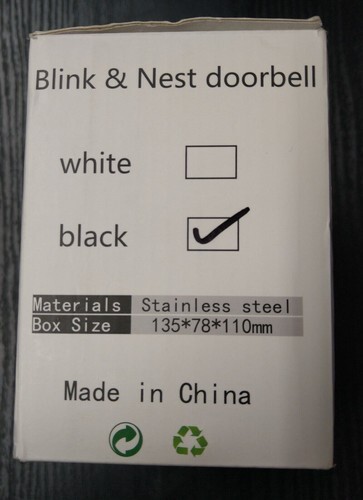 Blink & Nest doorbell
white
black
Materials Stainless steel
Box Size 135*78*110mm
Made in China